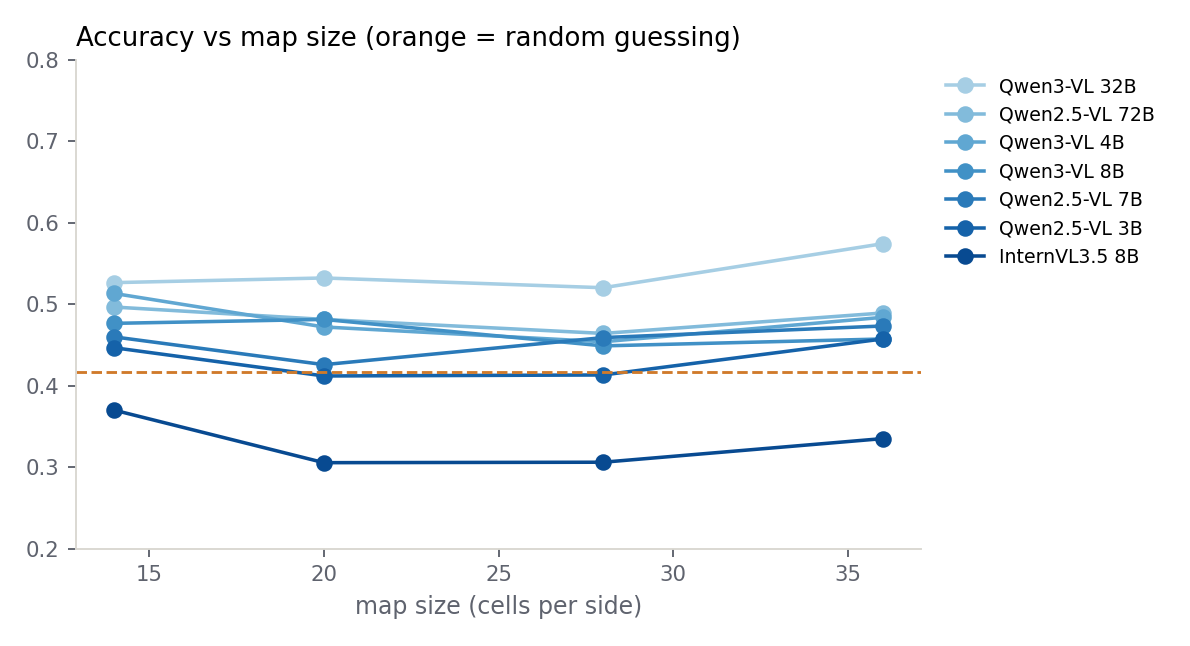 Accuracy vs map size (orange = random guessing)
0.8
0.7
0.6
0.5
0.4
0.3
0.2
15 20 25 30 35
map size (cells per side)
Qwen3-VL 32B
Qwen2.5-VL 72B
Qwen3-VL 4B
Qwen3-VL 8B
Qwen2.5-VL 7B
Qwen2.5-VL 3B
InternVL3.5 8B